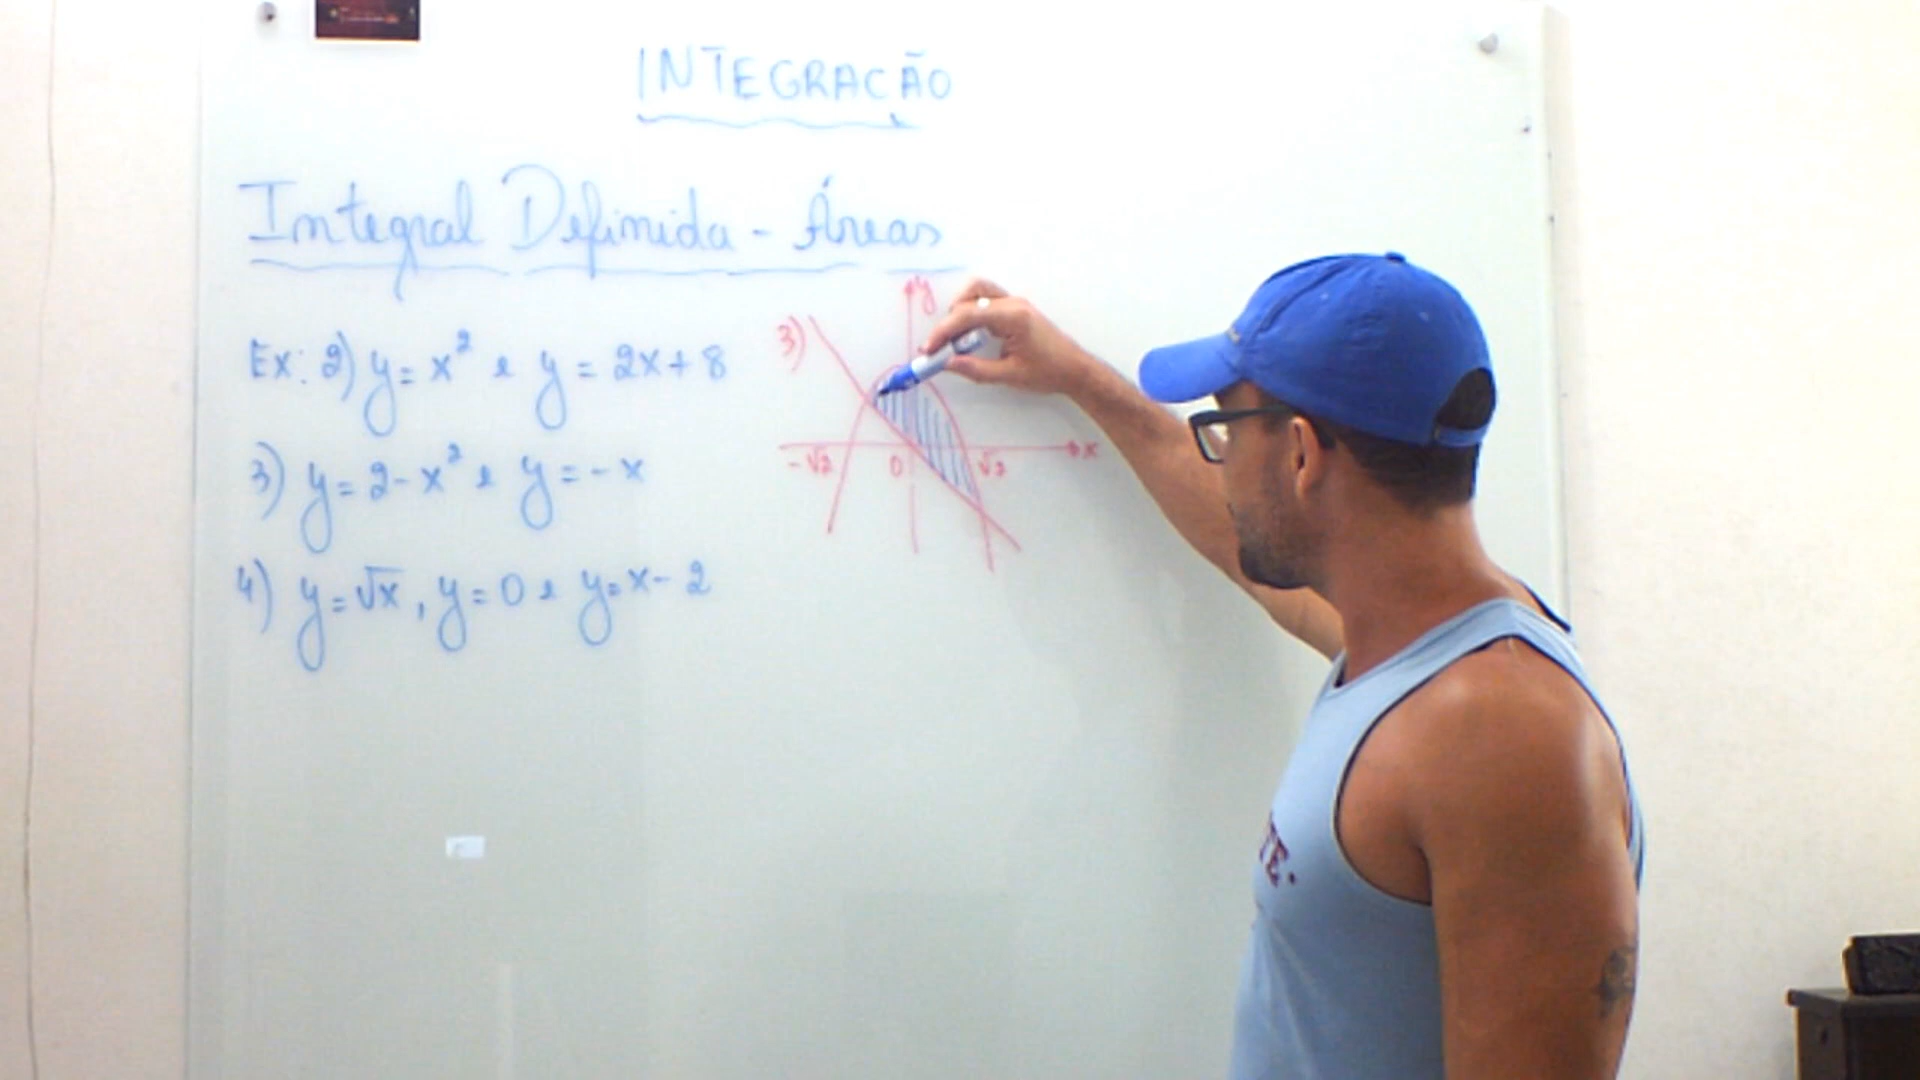 INTEGRAÇÃO
Integral Definida - Áreas
Ex: 2) y = x² e y = 2x + 8
3) y = 2 - x² e y = - x
4) y = √x, y = 0 e y = x - 2
3)
y
-√2 0 √2 x
TE.